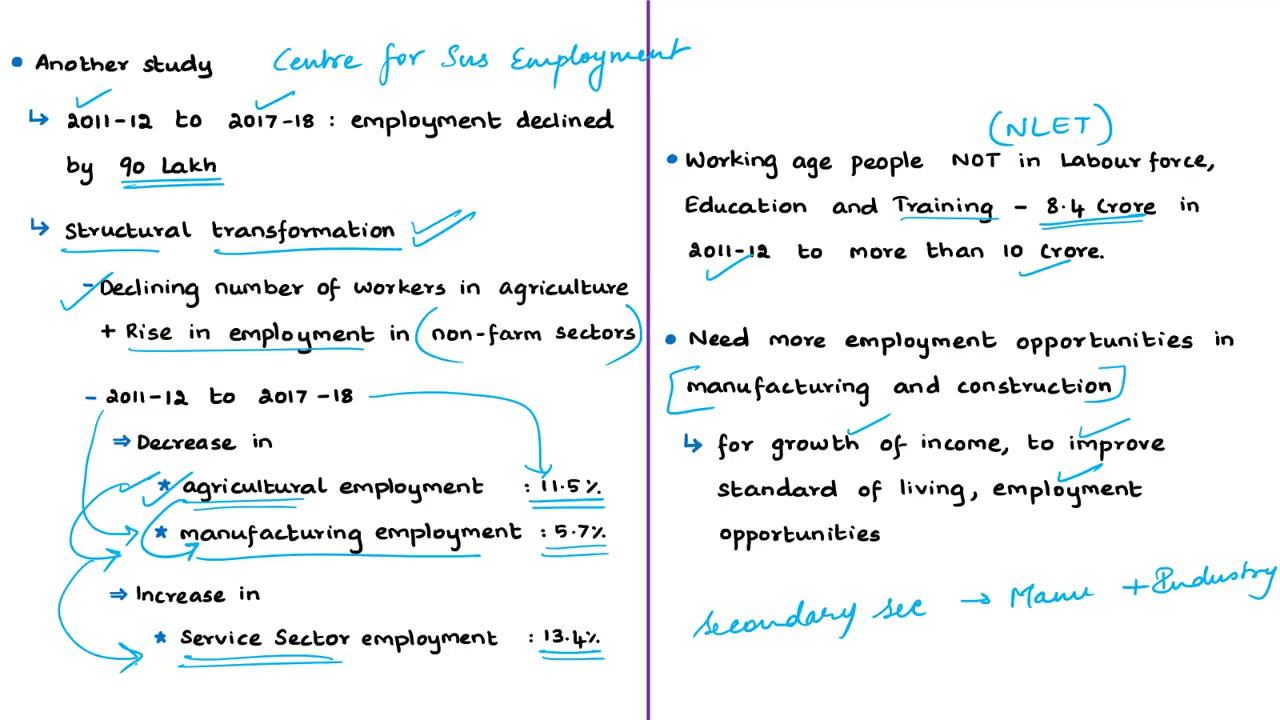 • Another study Centre for Sus Employment
↳ 2011-12 to 2017-18 : employment declined
by 90 Lakh
↳ Structural transformation
- Declining number of workers in agriculture
+ Rise in employment in (non-farm sectors)
- 2011-12 to 2017-18
⇒ Decrease in
* agricultural employment : 11.5%
* manufacturing employment : 5.7%
⇒ Increase in
* Service Sector employment : 13.4%
(NLET)
• Working age people NOT in Labour force,
Education and Training - 8.4 Crore in
2011-12 to more than 10 Crore.
• Need more employment opportunities in
[manufacturing and construction]
↳ for growth of income, to improve
standard of living, employment
opportunities
secondary sec → Manu + Industry